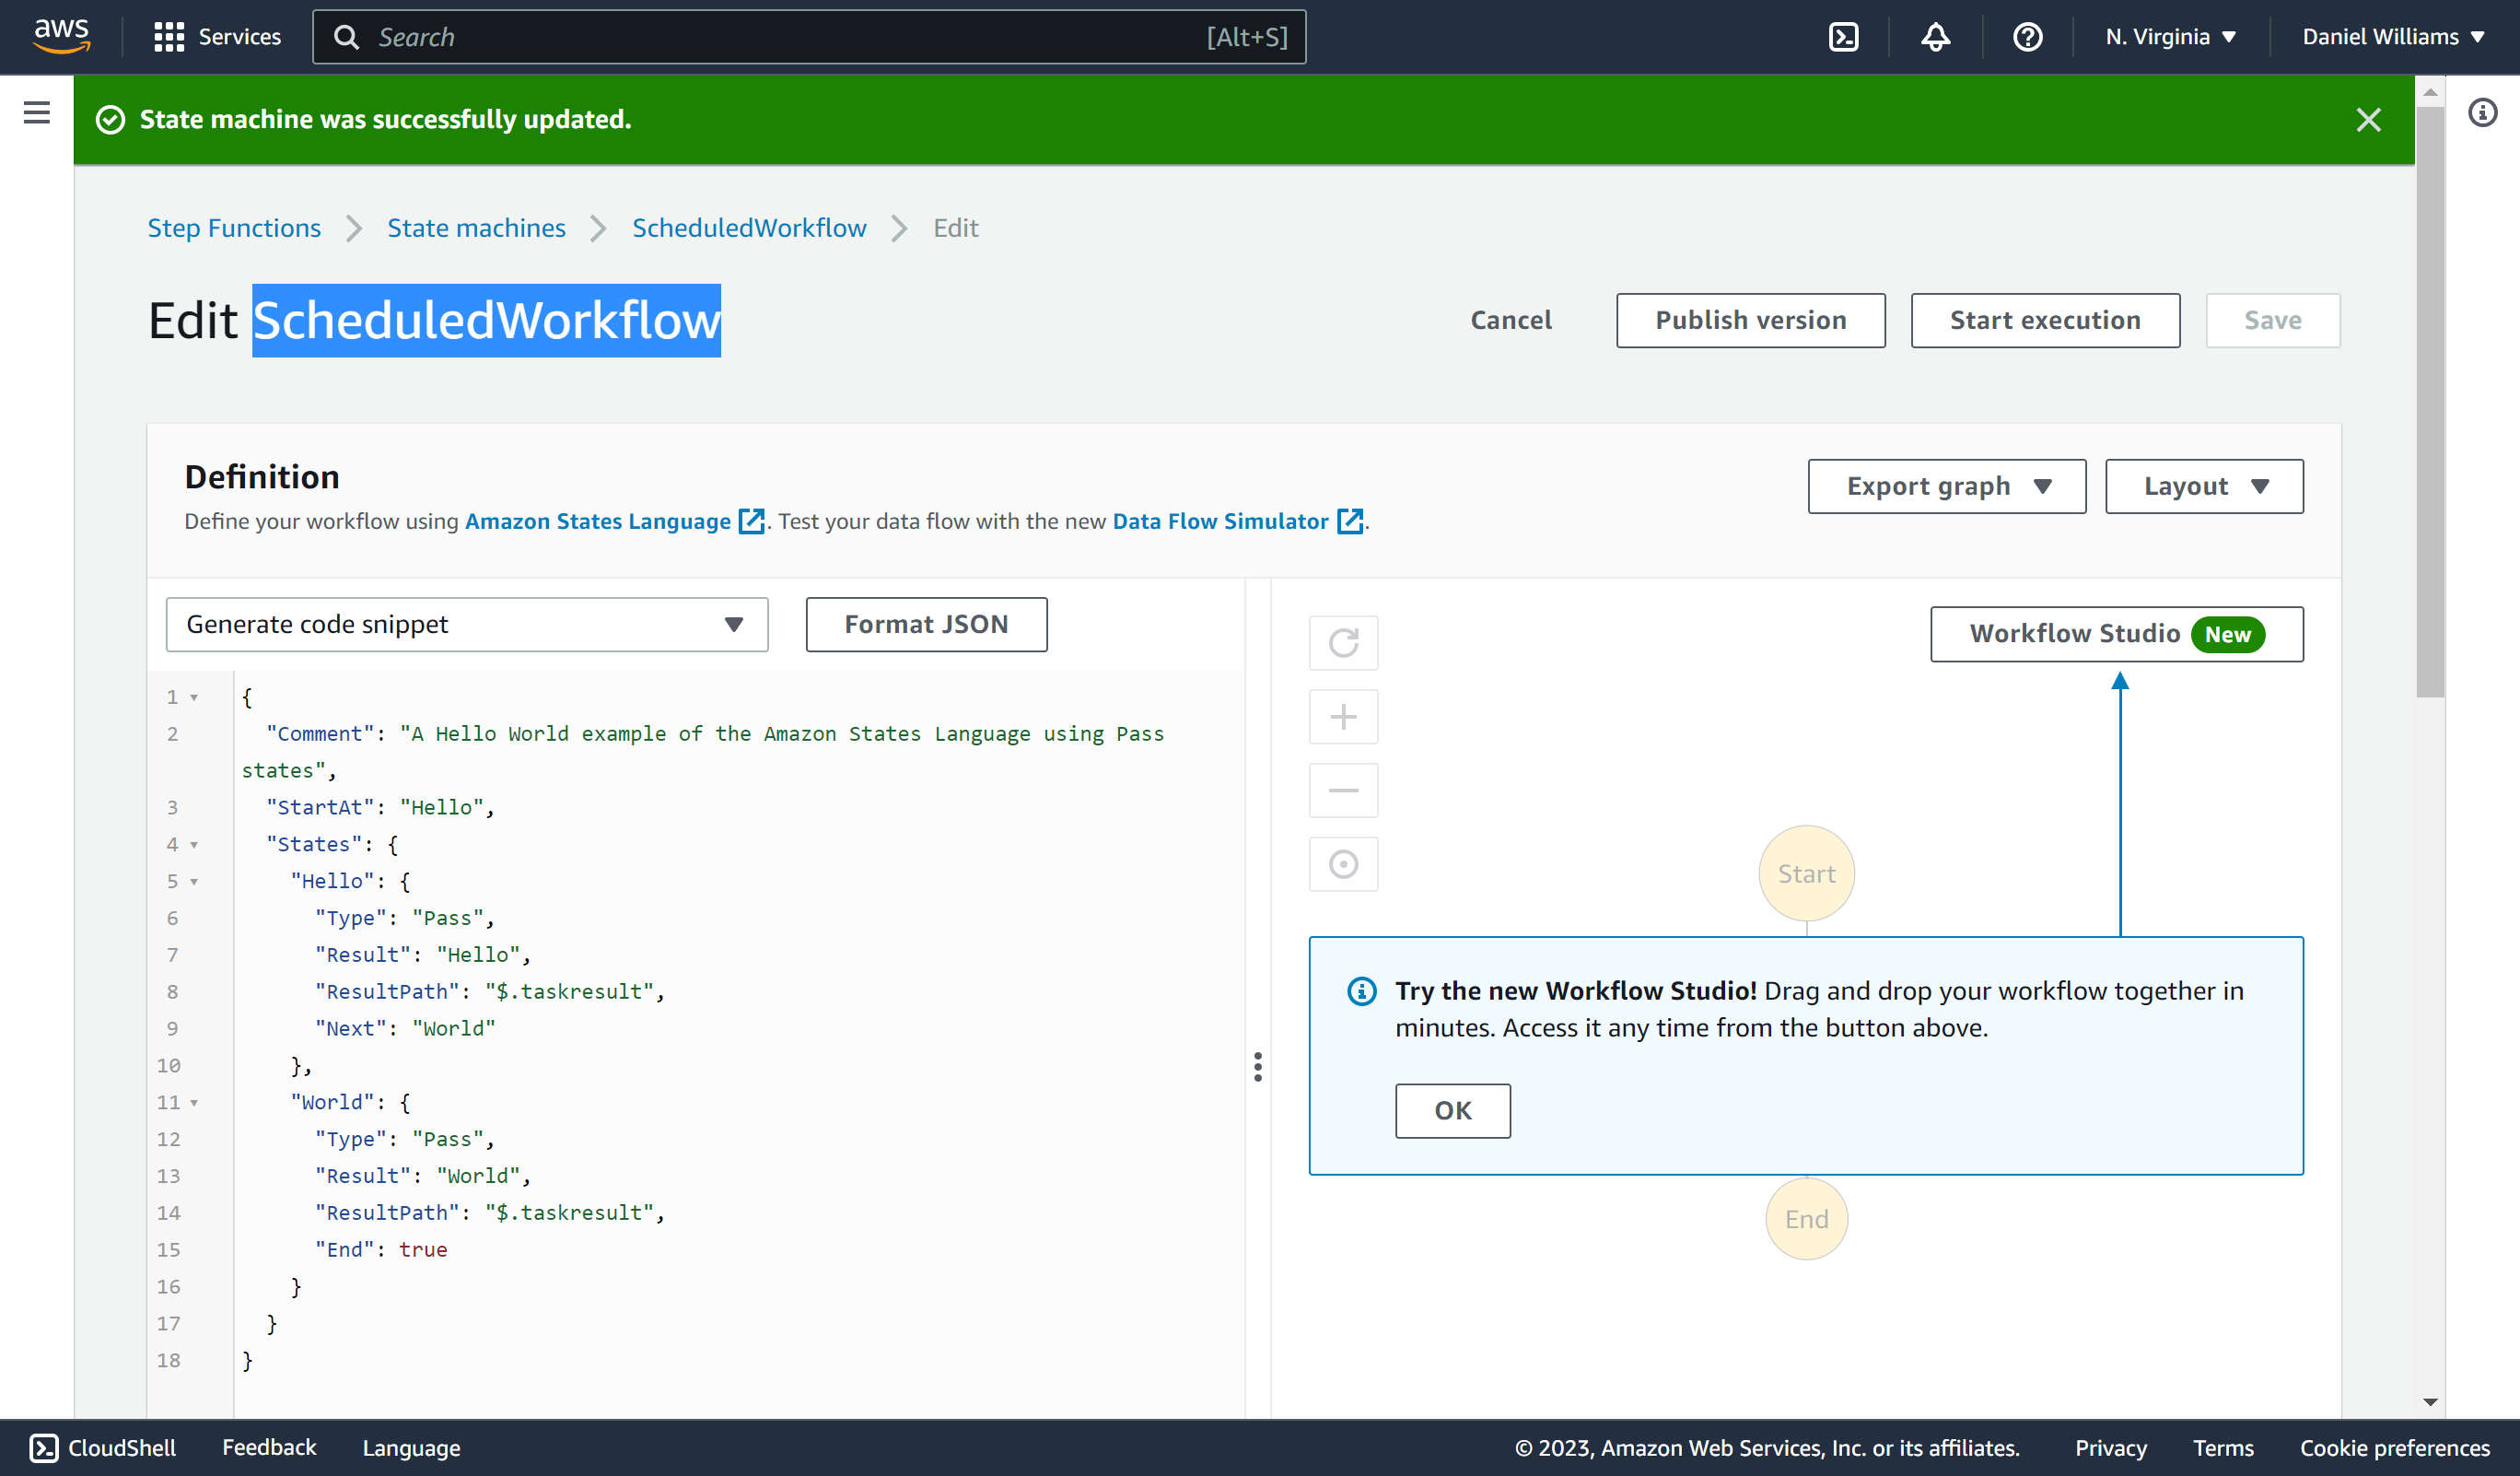 aws
Services
Search
[Alt+S]
N. Virginia
Daniel Williams
State machine was successfully updated.
Step Functions
State machines
ScheduledWorkflow
Edit
Edit ScheduledWorkflow
Cancel
Publish version
Start execution
Save
Definition
Define your workflow using Amazon States Language . Test your data flow with the new Data Flow Simulator .
Export graph
Layout
Generate code snippet
Format JSON
1 {
2 "Comment": "A Hello World example of the Amazon States Language using Pass
states",
3 "StartAt": "Hello",
4 "States": {
5 "Hello": {
6 "Type": "Pass",
7 "Result": "Hello",
8 "ResultPath": "$.taskresult",
9 "Next": "World"
10 },
11 "World": {
12 "Type": "Pass",
13 "Result": "World",
14 "ResultPath": "$.taskresult",
15 "End": true
16 }
17 }
18 }
Workflow Studio New
Start
Try the new Workflow Studio! Drag and drop your workflow together in
minutes. Access it any time from the button above.
OK
End
CloudShell
Feedback
Language
© 2023, Amazon Web Services, Inc. or its affiliates.
Privacy
Terms
Cookie preferences